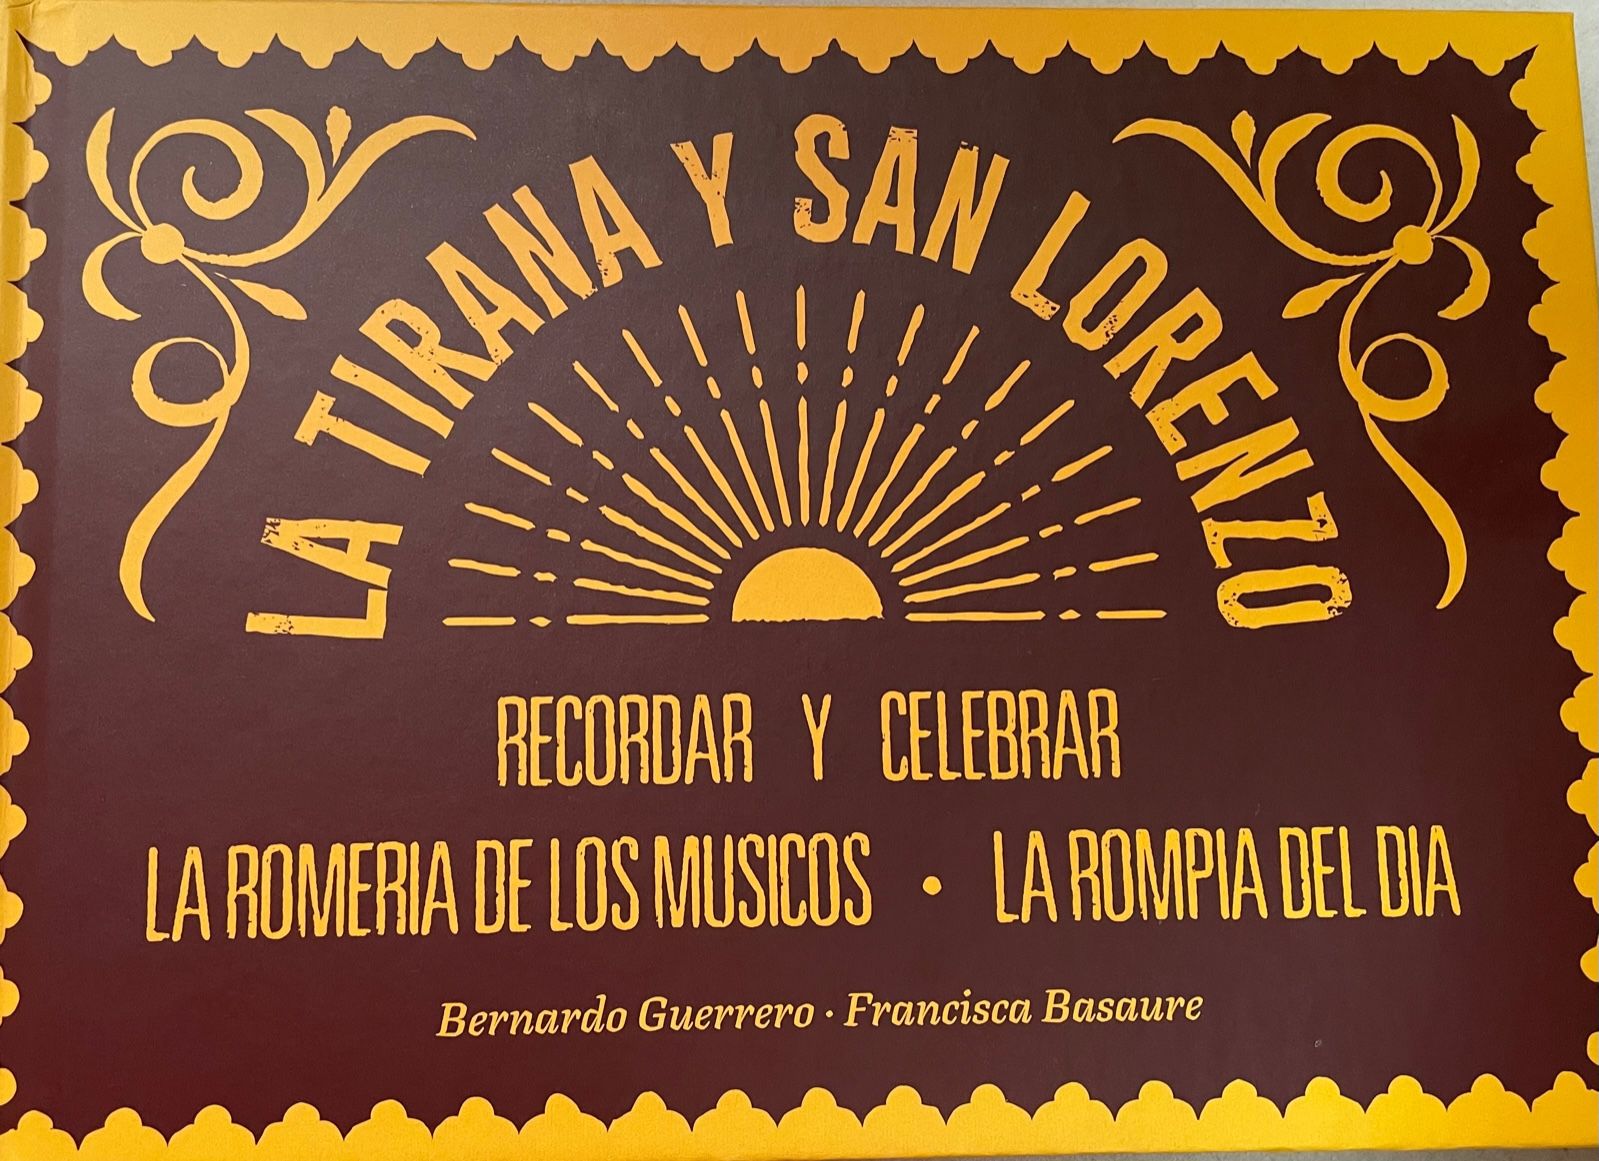 LA TIRANA Y SAN LORENZO
RECORDAR Y CELEBRAR
LA ROMERIA DE LOS MUSICOS • LA ROMPIA DEL DIA
Bernardo Guerrero · Francisca Basaure